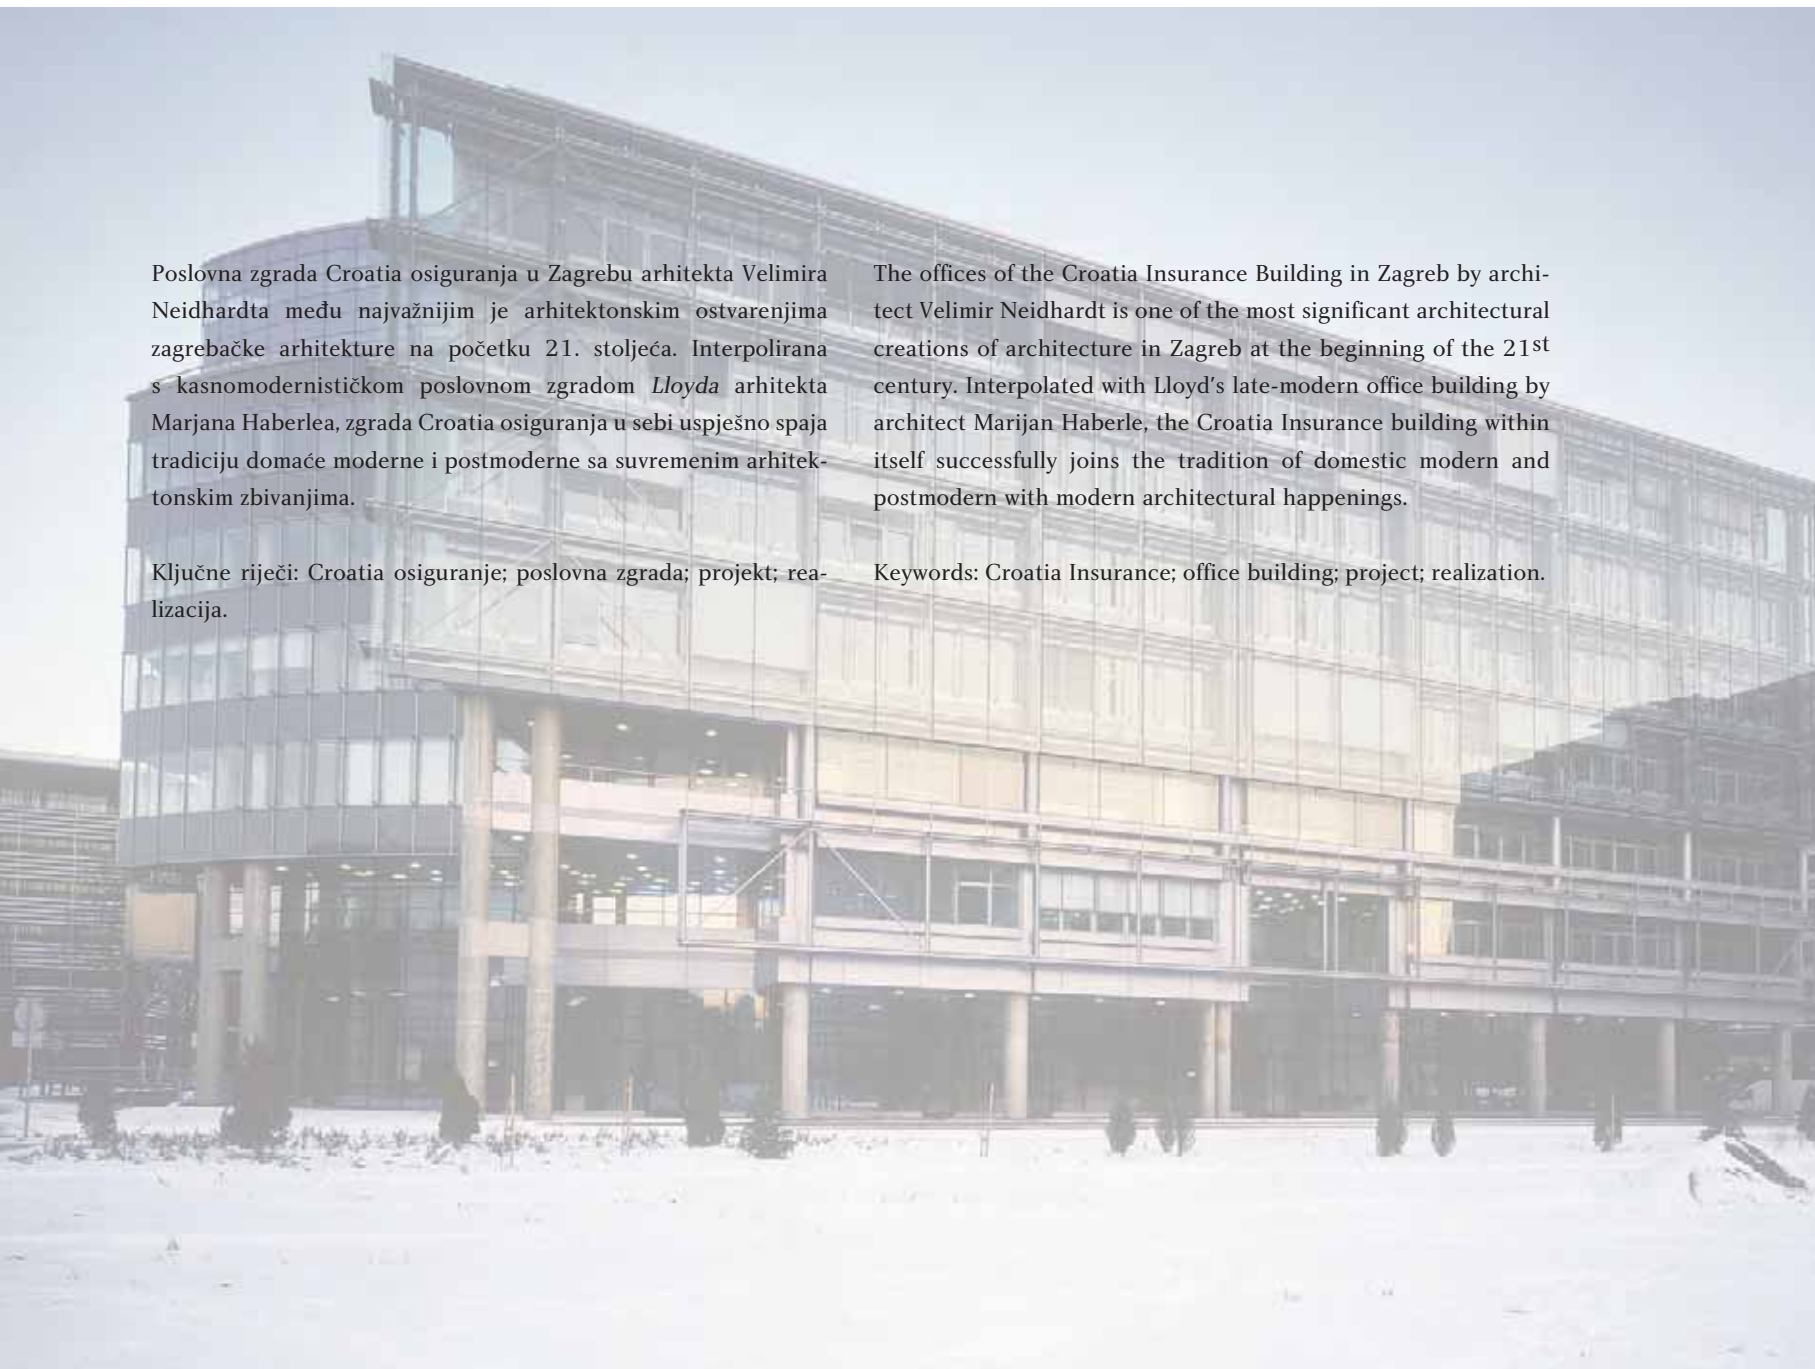 Poslovna zgrada Croatia osiguranja u Zagrebu arhitekta Velimira
Neidhardta među najvažnijim je arhitektonskim ostvarenjima
zagrebačke arhitekture na početku 21. stoljeća. Interpolirana
s kasnomodernističkom poslovnom zgradom Lloyda arhitekta
Marjana Haberlea, zgrada Croatia osiguranja u sebi uspješno spaja
tradiciju domaće moderne i postmoderne sa suvremenim arhitek-
tonskim zbivanjima.
Ključne riječi: Croatia osiguranje; poslovna zgrada; projekt; rea-
lizacija.
The offices of the Croatia Insurance Building in Zagreb by archi-
tect Velimir Neidhardt is one of the most significant architectural
creations of architecture in Zagreb at the beginning of the 21st
century. Interpolated with Lloyd's late-modern office building by
architect Marijan Haberle, the Croatia Insurance building within
itself successfully joins the tradition of domestic modern and
postmodern with modern architectural happenings.
Keywords: Croatia Insurance; office building; project; realization.